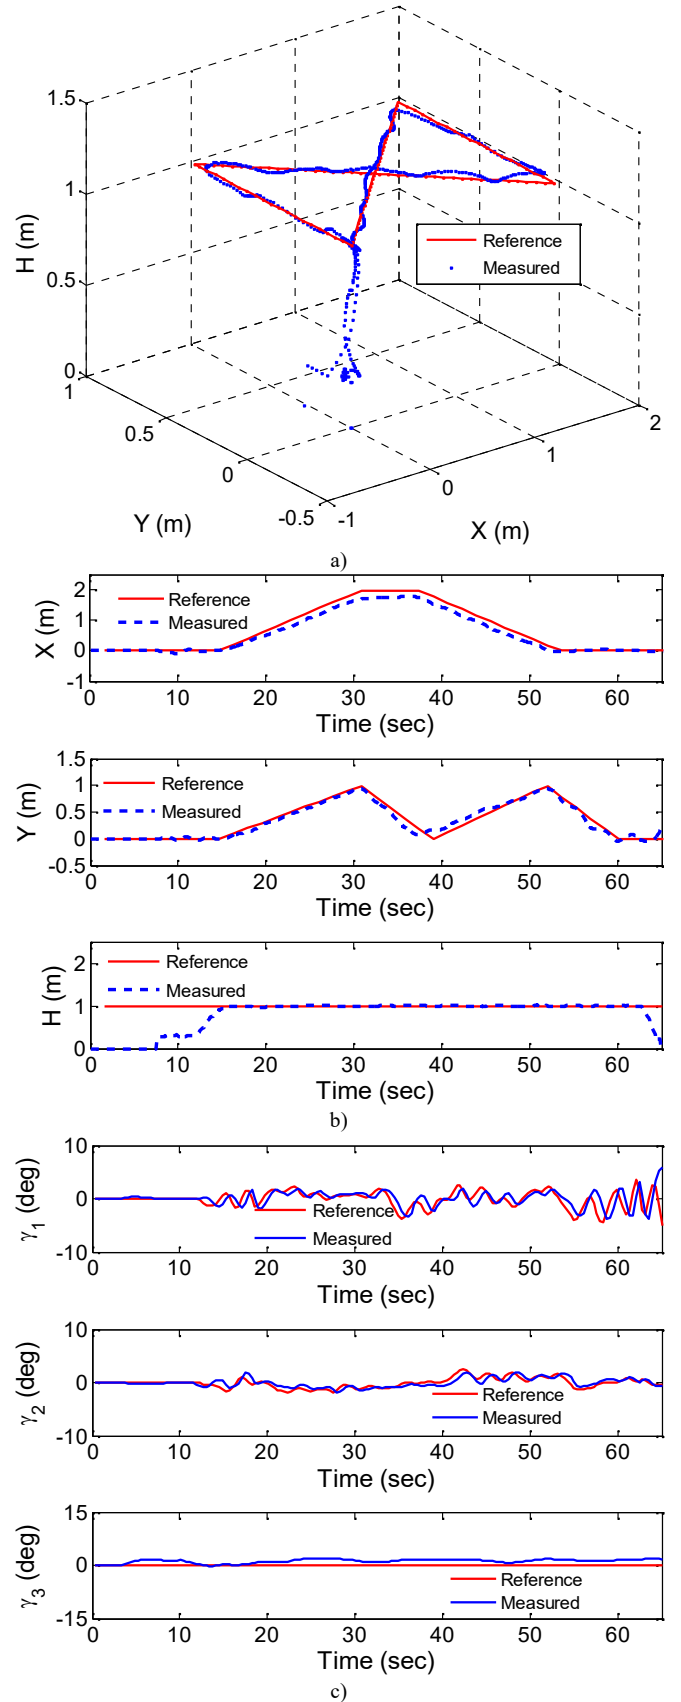 1.5
1
0.5
0
H (m)
1
0.5
0
-0.5
Y (m)
-1
0
1
2
X (m)
Reference
Measured
a)
2
1
0
-1
X (m)
Reference
Measured
0 10 20 30 40 50 60
Time (sec)
1.5
1
0.5
0
-0.5
Y (m)
Reference
Measured
0 10 20 30 40 50 60
Time (sec)
2
1
0
H (m)
Reference
Measured
0 10 20 30 40 50 60
Time (sec)
b)
10
0
-10
γ1 (deg)
Reference
Measured
0 10 20 30 40 50 60
Time (sec)
10
0
-10
γ2 (deg)
Reference
Measured
0 10 20 30 40 50 60
Time (sec)
15
0
-15
γ3 (deg)
Reference
Measured
0 10 20 30 40 50 60
Time (sec)
c)